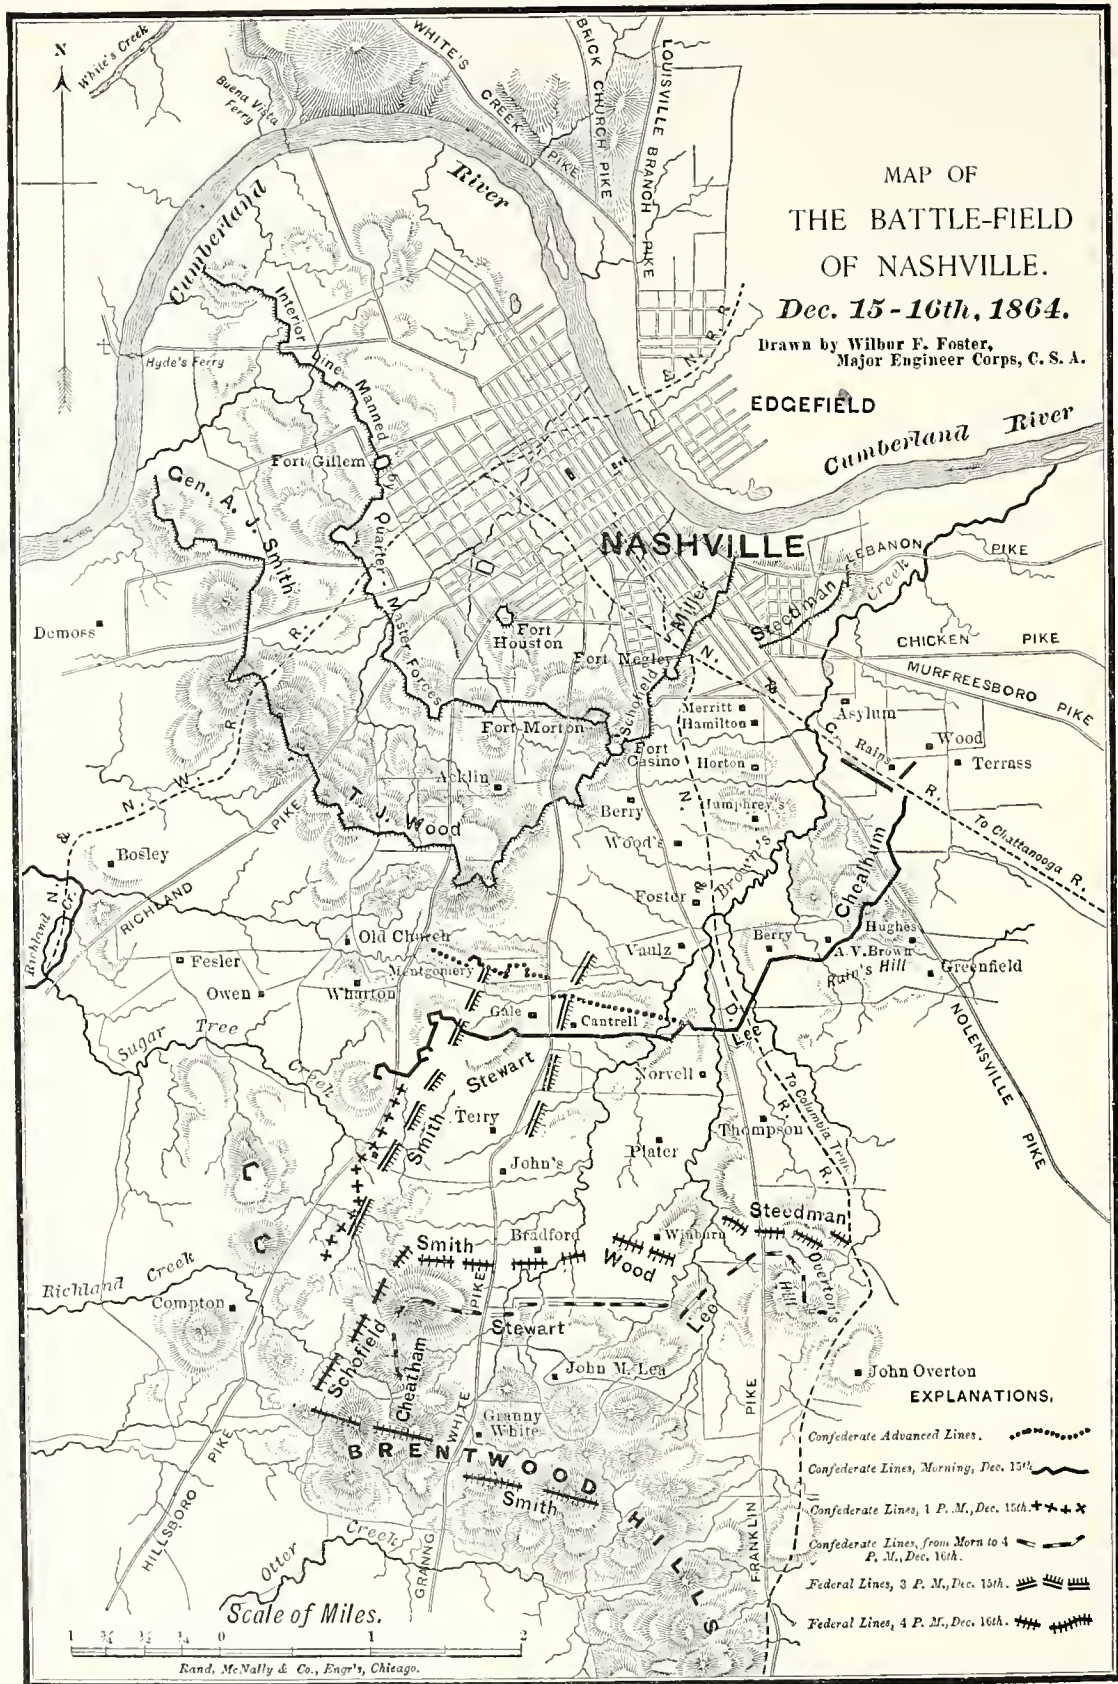 MAP OF
THE BATTLE-FIELD
OF NASHVILLE.
Dec. 15-16th, 1864.
Drawn by Wilbur F. Foster,
Major Engineer Corps, C. S. A.
N
White's Creek
Buena Vista
Ferry
WHITE'S CREEK PIKE
BRICK CHURCH PIKE
LOUISVILLE BRANCH PIKE
Cumberland River
L. & N. R. R.
EDGEFIELD
Cumberland River
Hyde's Ferry
Interior Line Manned by Quarter-Master Forces
Fort Gillem
Gen. A. J. Smith
NASHVILLE
LEBANON PIKE
Creek
Miller
Steedman
Demoss
Fort
Houston
Fort Negley
CHICKEN PIKE
MURFREESBORO PIKE
Schofield
Merritt
Hamilton
Asylum
Fort Morton
Fort
Casino
Horton
Rains
Wood
Terrass
N. & C. R. R.
To Chattanooga
Acklin
T. J. Wood
Berry
Humphrey's
Wood's
Brown's
N. & N. W. R. R.
Bosley
RICHLAND PIKE
Foster
Cheathum
Richland Cr.
Old Church
Fesler
Montgomery
Vaulx
Berry
Hughes
A. V. Brown
Rain's Hill
Greenfield
Owen
Wharton
Gale
Cantrell
Sugar Tree Creek
Stewart
Lee
N. & D. R. R.
To Columbia Tenn.
NOLENSVILLE PIKE
Norvell
Smith
Terry
Thompson
Plater
John's
Steedman
Smith
Bradford
Winburn
Wood
Overton's
Hill
Richland Creek
Compton
Stewart
Lee
Schofield
Cheatham
John M. Lea
John Overton
Granny
White
BRENTWOOD HILLS
Smith
HILLSBORO PIKE
GRANNG WHITE PIKE
FRANKLIN PIKE
Otter Creek
EXPLANATIONS,
Confederate Advanced Lines.
Confederate Lines, Morning, Dec. 15th.
Confederate Lines, 1 P. M., Dec. 15th.
Confederate Lines, from Morn to 4
P. M., Dec. 16th.
Federal Lines, 3 P. M., Dec. 15th.
Federal Lines, 4 P. M., Dec. 16th.
Scale of Miles.
1 ¾ ½ ¼ 0 1 2
Rand, McNally & Co., Engr's, Chicago.